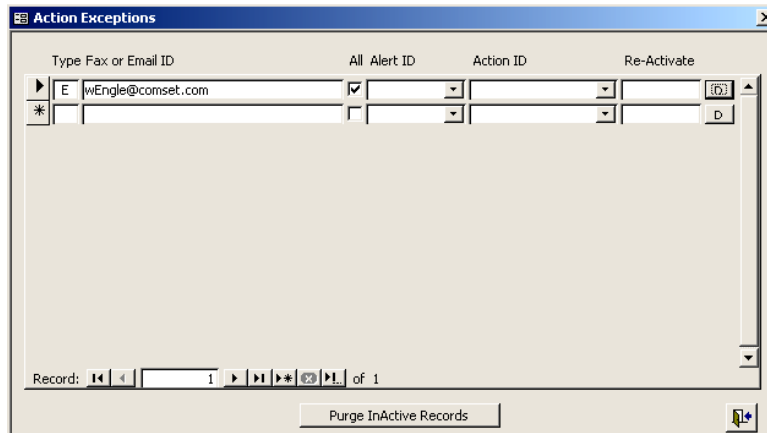 Action Exceptions
Type Fax or Email ID All Alert ID Action ID Re-Activate
E wEngle@comset.com D
D
Record: 1 of 1
Purge InActive Records